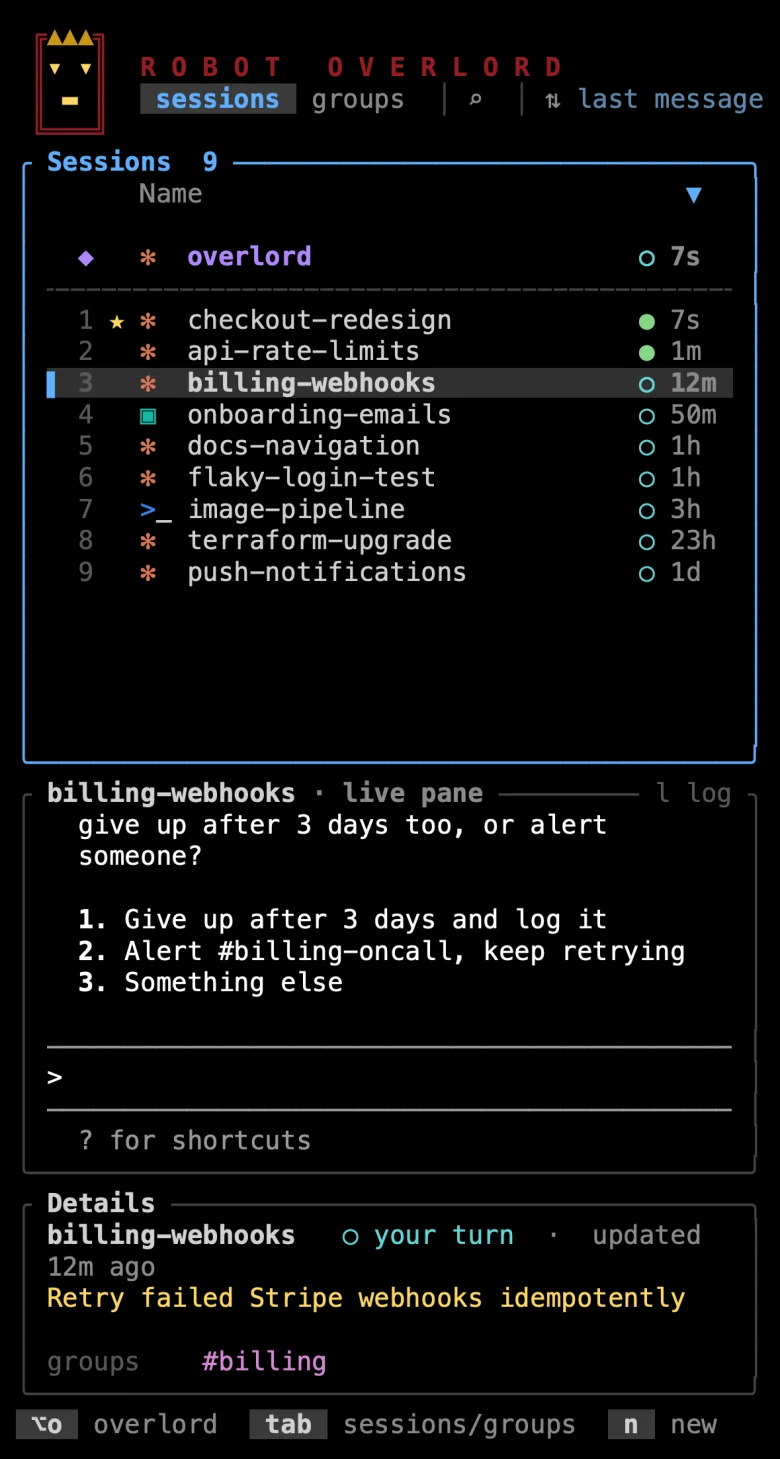 ROBOT OVERLORD
sessions groups │ ⌕ │ ⇅ last message
Sessions 9
Name ▼
◆ ✻ overlord ○ 7s
1 ★ ✻ checkout-redesign ● 7s
2 ✻ api-rate-limits ● 1m
3 ✻ billing-webhooks ○ 12m
4 ▣ onboarding-emails ○ 50m
5 ✻ docs-navigation ○ 1h
6 ✻ flaky-login-test ○ 1h
7 >_ image-pipeline ○ 3h
8 ✻ terraform-upgrade ○ 23h
9 ✻ push-notifications ○ 1d
billing-webhooks · live pane l log
give up after 3 days too, or alert
someone?
1. Give up after 3 days and log it
2. Alert #billing-oncall, keep retrying
3. Something else
>
? for shortcuts
Details
billing-webhooks ○ your turn · updated
12m ago
Retry failed Stripe webhooks idempotently
groups #billing
⌥o overlord tab sessions/groups n new